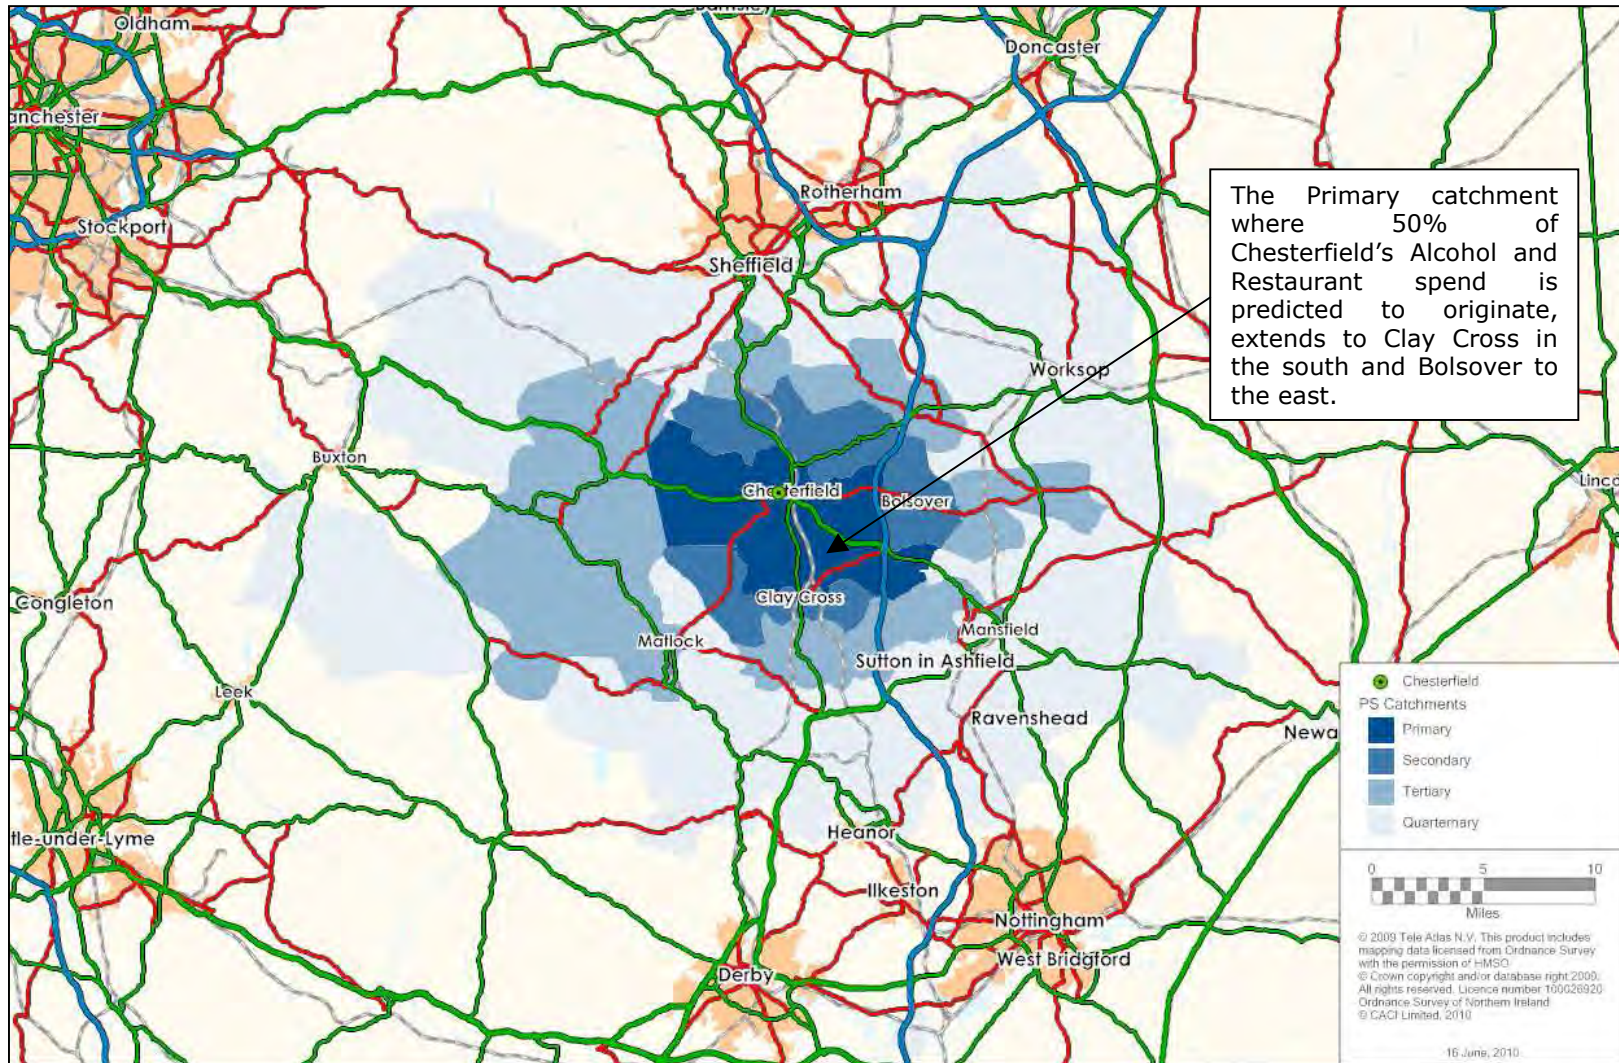 Barnsley
Oldham
Doncaster
anchester
Rotherham
Stockport
Sheffield
The Primary catchment
where 50% of
Chesterfield's Alcohol and
Restaurant spend is
predicted to originate,
extends to Clay Cross in
the south and Bolsover to
the east.
Worksop
Buxton
Chesterfield
Bolsover
Linco
Congleton
Clay Cross
Matlock
Mansfield
Sutton in Ashfield
Leek
Ravenshead
Newa
Chesterfield
PS Catchments
Primary
Secondary
Tertiary
Quarternary
tle-under-Lyme
Heanor
Ilkeston
Nottingham
West Bridgford
Derby
0 5 10
Miles
© 2009 Tele Atlas N.V. This product includes
mapping data licensed from Ordnance Survey
with the permission of HMSO
© Crown copyright and/or database right 2009.
All rights reserved. Licence number 100026920
Ordnance Survey of Northern Ireland
© CACI Limited, 2010
16 June, 2010